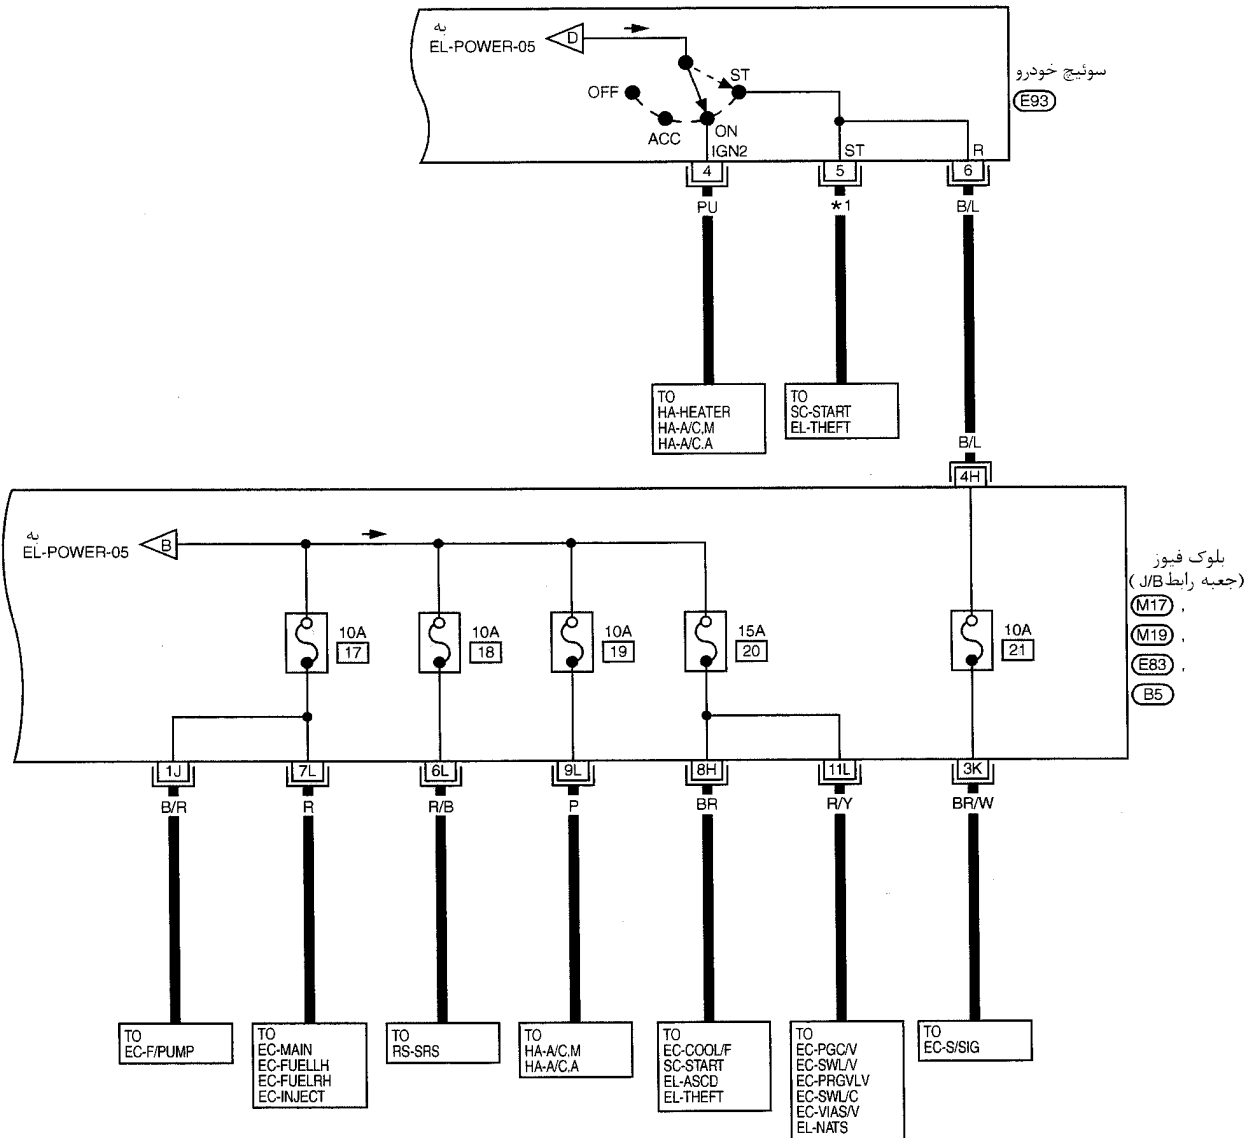 به
EL-POWER-05
D
ST
OFF
ACC
ON
IGN2
ST
R
سوئیچ خودرو
E93
4
5
6
PU
★1
B/L
TO
HA-HEATER
HA-A/C,M
HA-A/C.A
TO
SC-START
EL-THEFT
B/L
4H
به
EL-POWER-05
B
بلوک فیوز
(جعبه رابط J/B)
M17 ,
M19 ,
E83 ,
B5
10A
17
10A
18
10A
19
15A
20
10A
21
1J
7L
6L
9L
8H
11L
3K
B/R
R
R/B
P
BR
R/Y
BR/W
TO
EC-F/PUMP
TO
EC-MAIN
EC-FUELLH
EC-FUELRH
EC-INJECT
TO
RS-SRS
TO
HA-A/C,M
HA-A/C,A
TO
EC-COOL/F
SC-START
EL-ASCD
EL-THEFT
TO
EC-PGC/V
EC-SWL/V
EC-PRGVLV
EC-SWL/C
EC-VIAS/V
EL-NATS
TO
EC-S/SIG